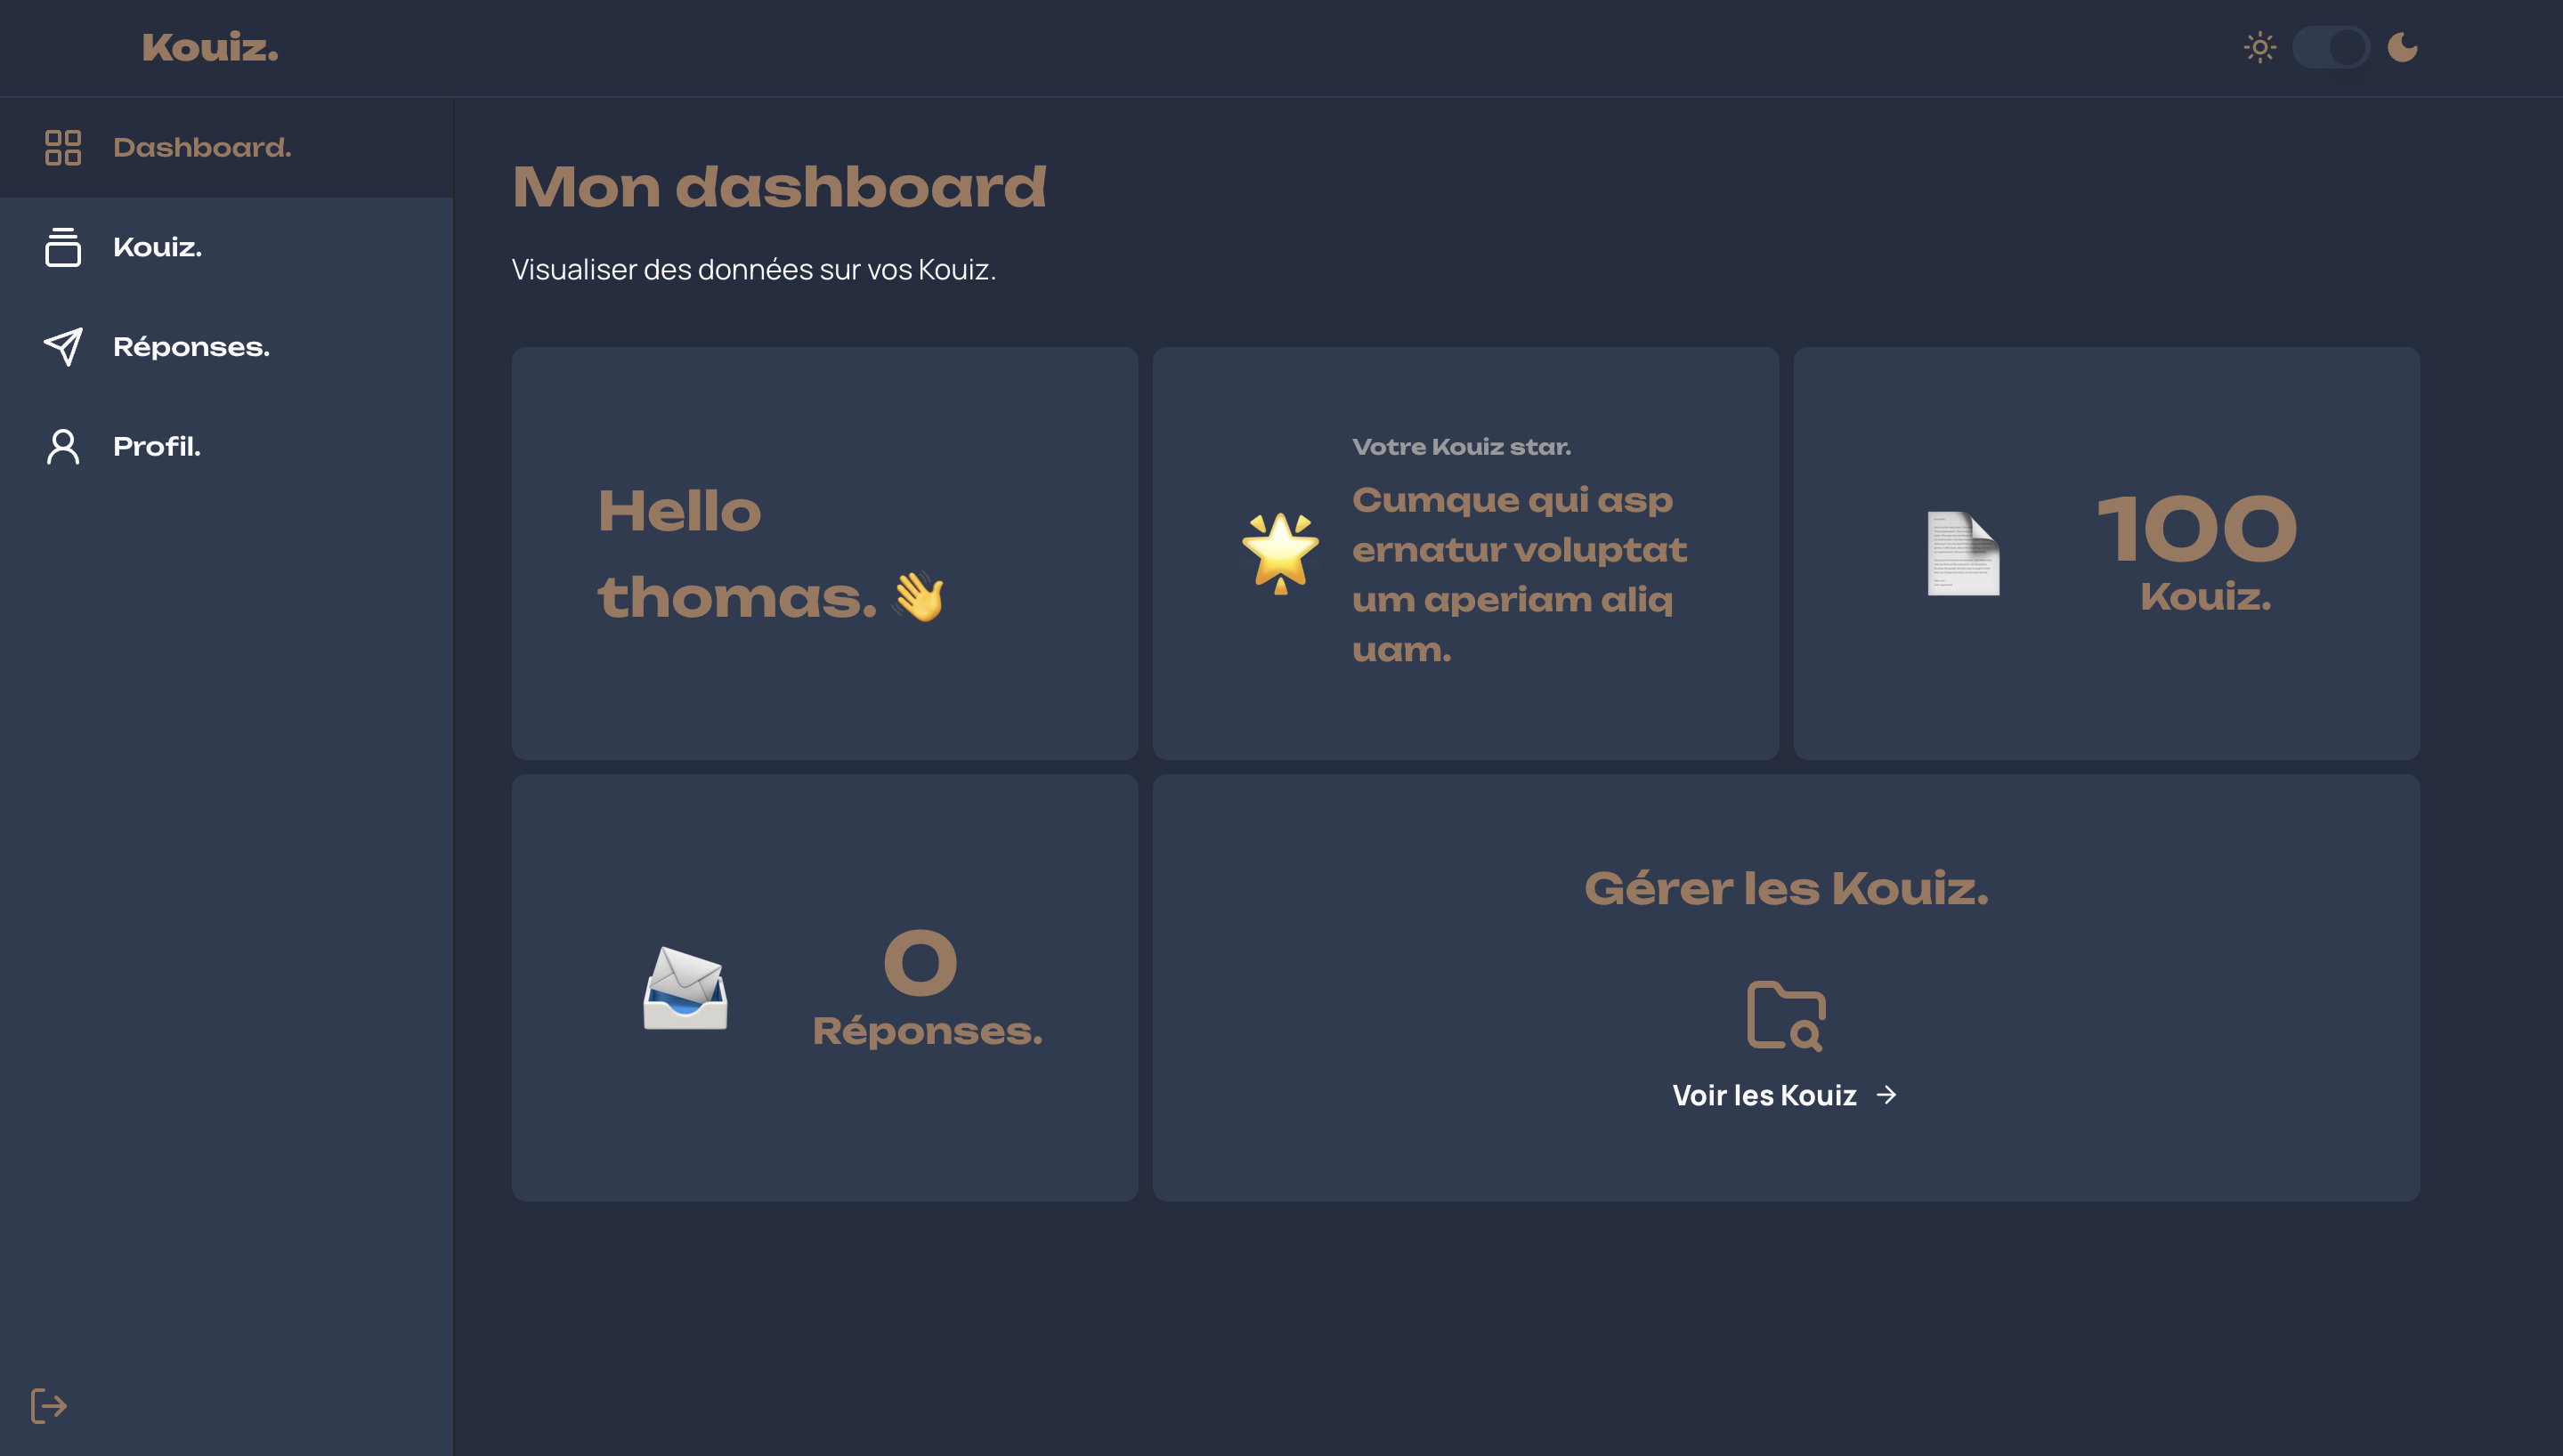 Kouiz.
Dashboard.
Kouiz.
Réponses.
Profil.
Mon dashboard
Visualiser des données sur vos Kouiz.
Hello
thomas. 👋
Votre Kouiz star.
Cumque qui asp
ernatur voluptat
um aperiam aliq
uam.
100
Kouiz.
0
Réponses.
Gérer les Kouiz.
Voir les Kouiz →